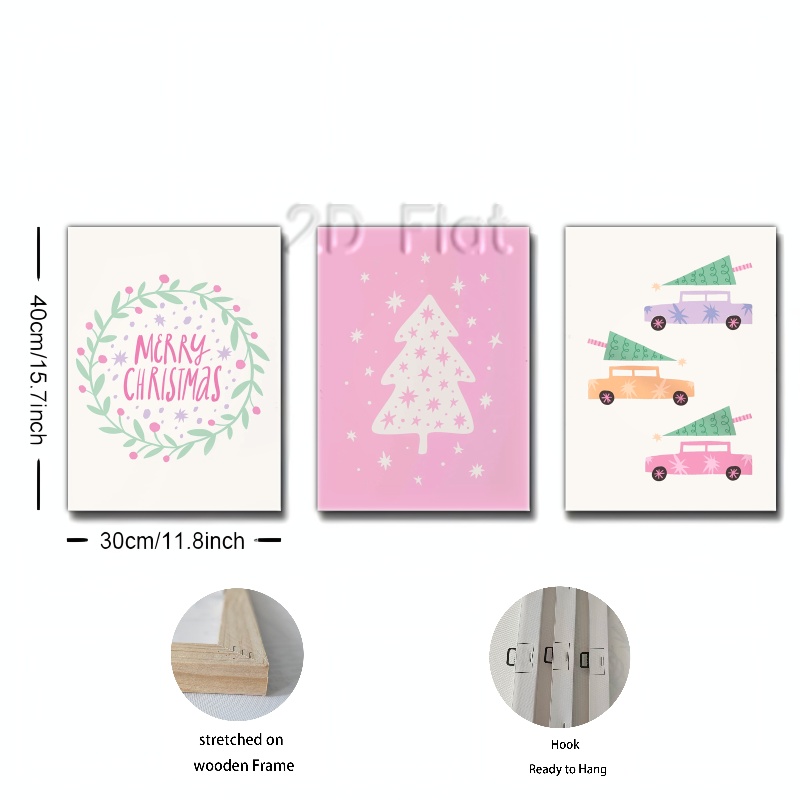 2D Flat
MERRY
CHRISTMAS
40cm/15.7inch
30cm/11.8inch
stretched on
wooden Frame
Hook
Ready to Hang